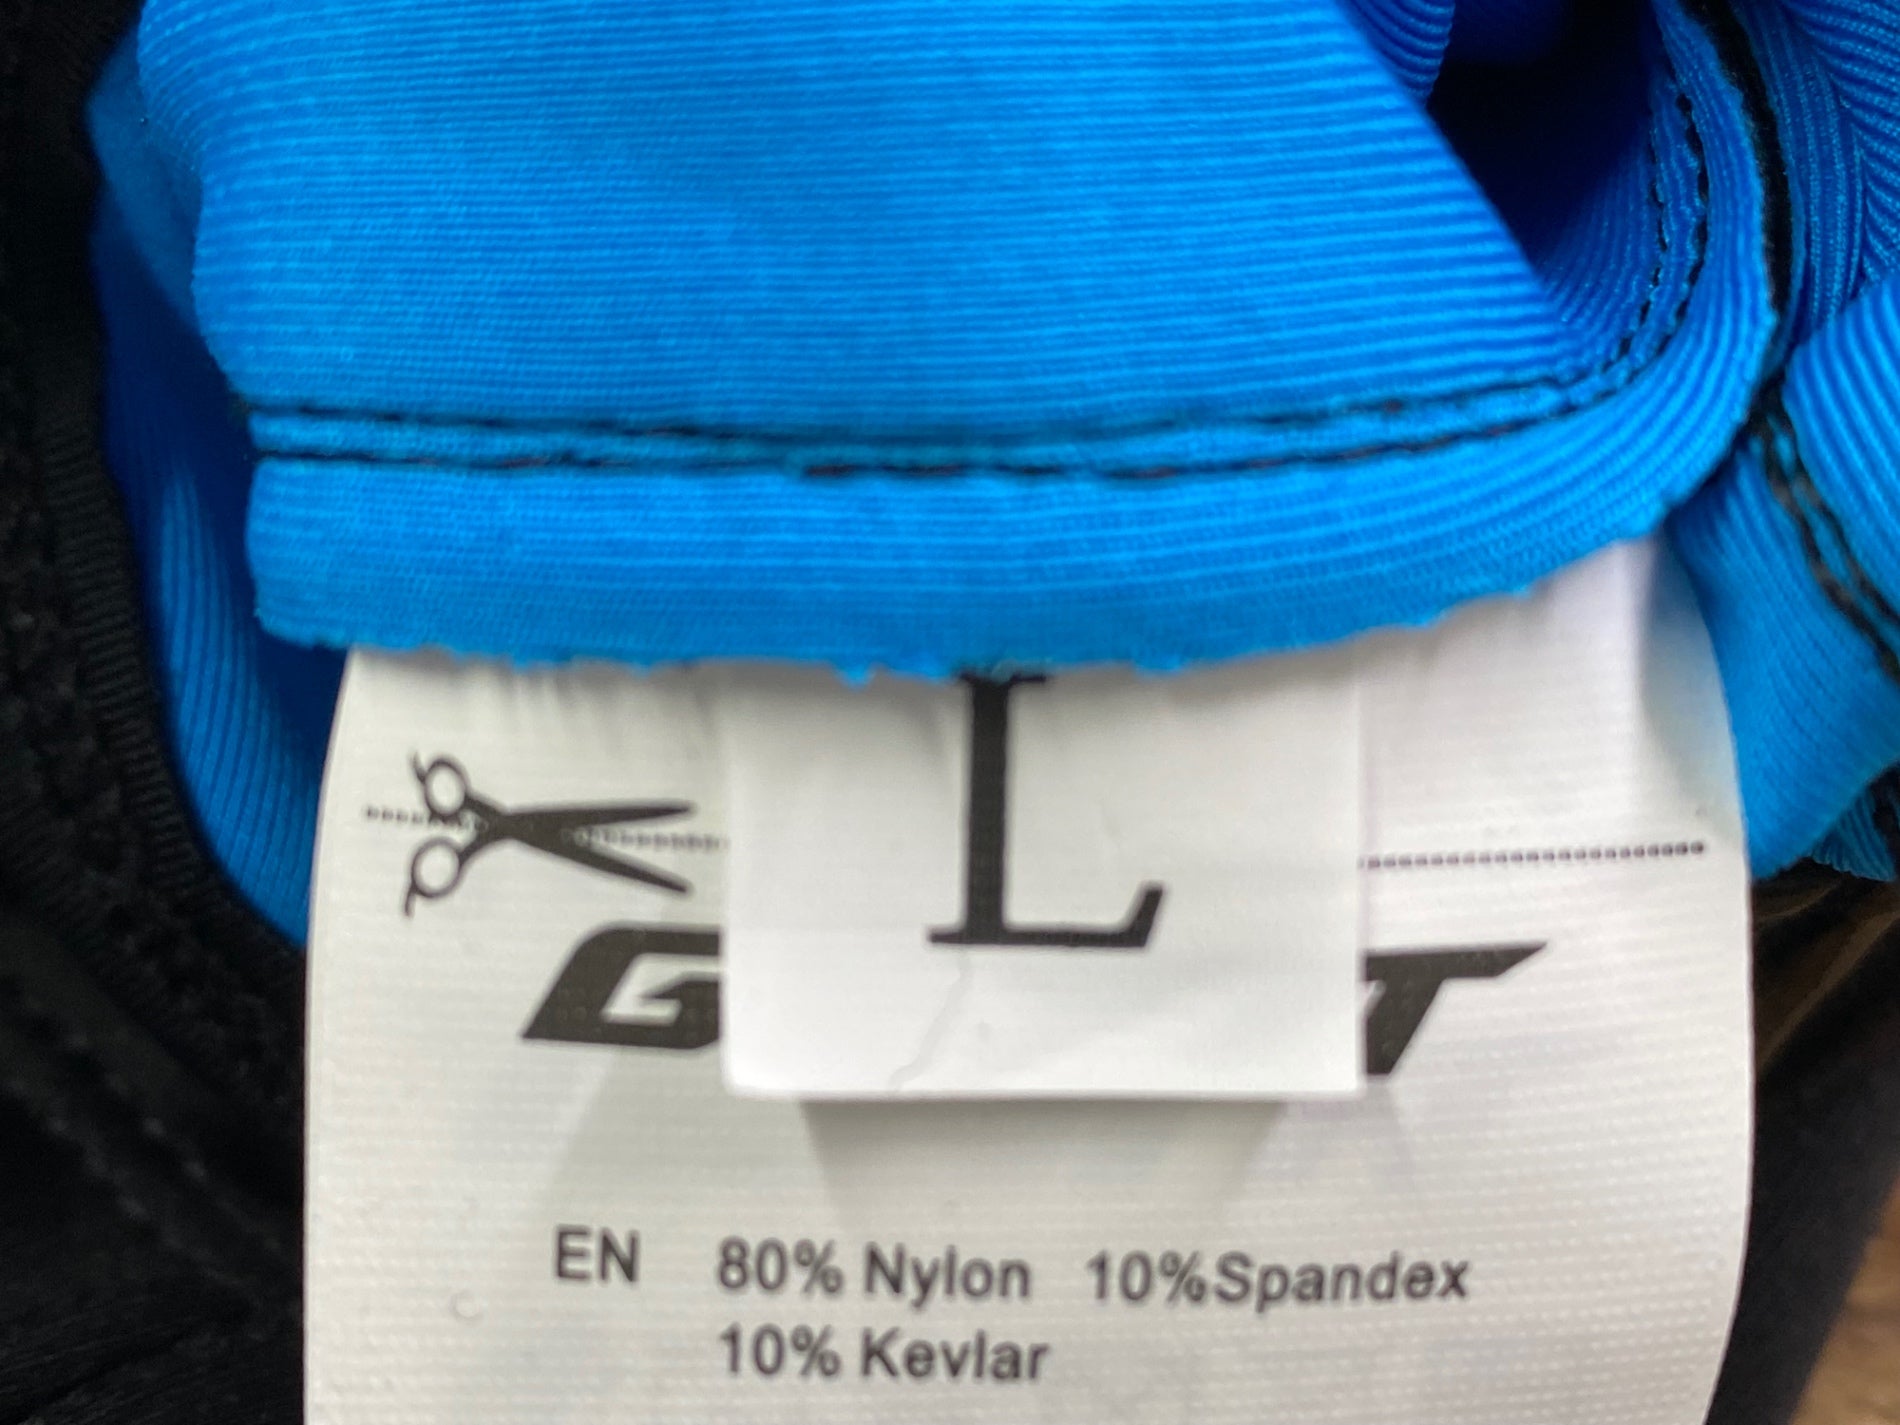 L
EN 80% Nylon 10%Spandex
10% Kevlar